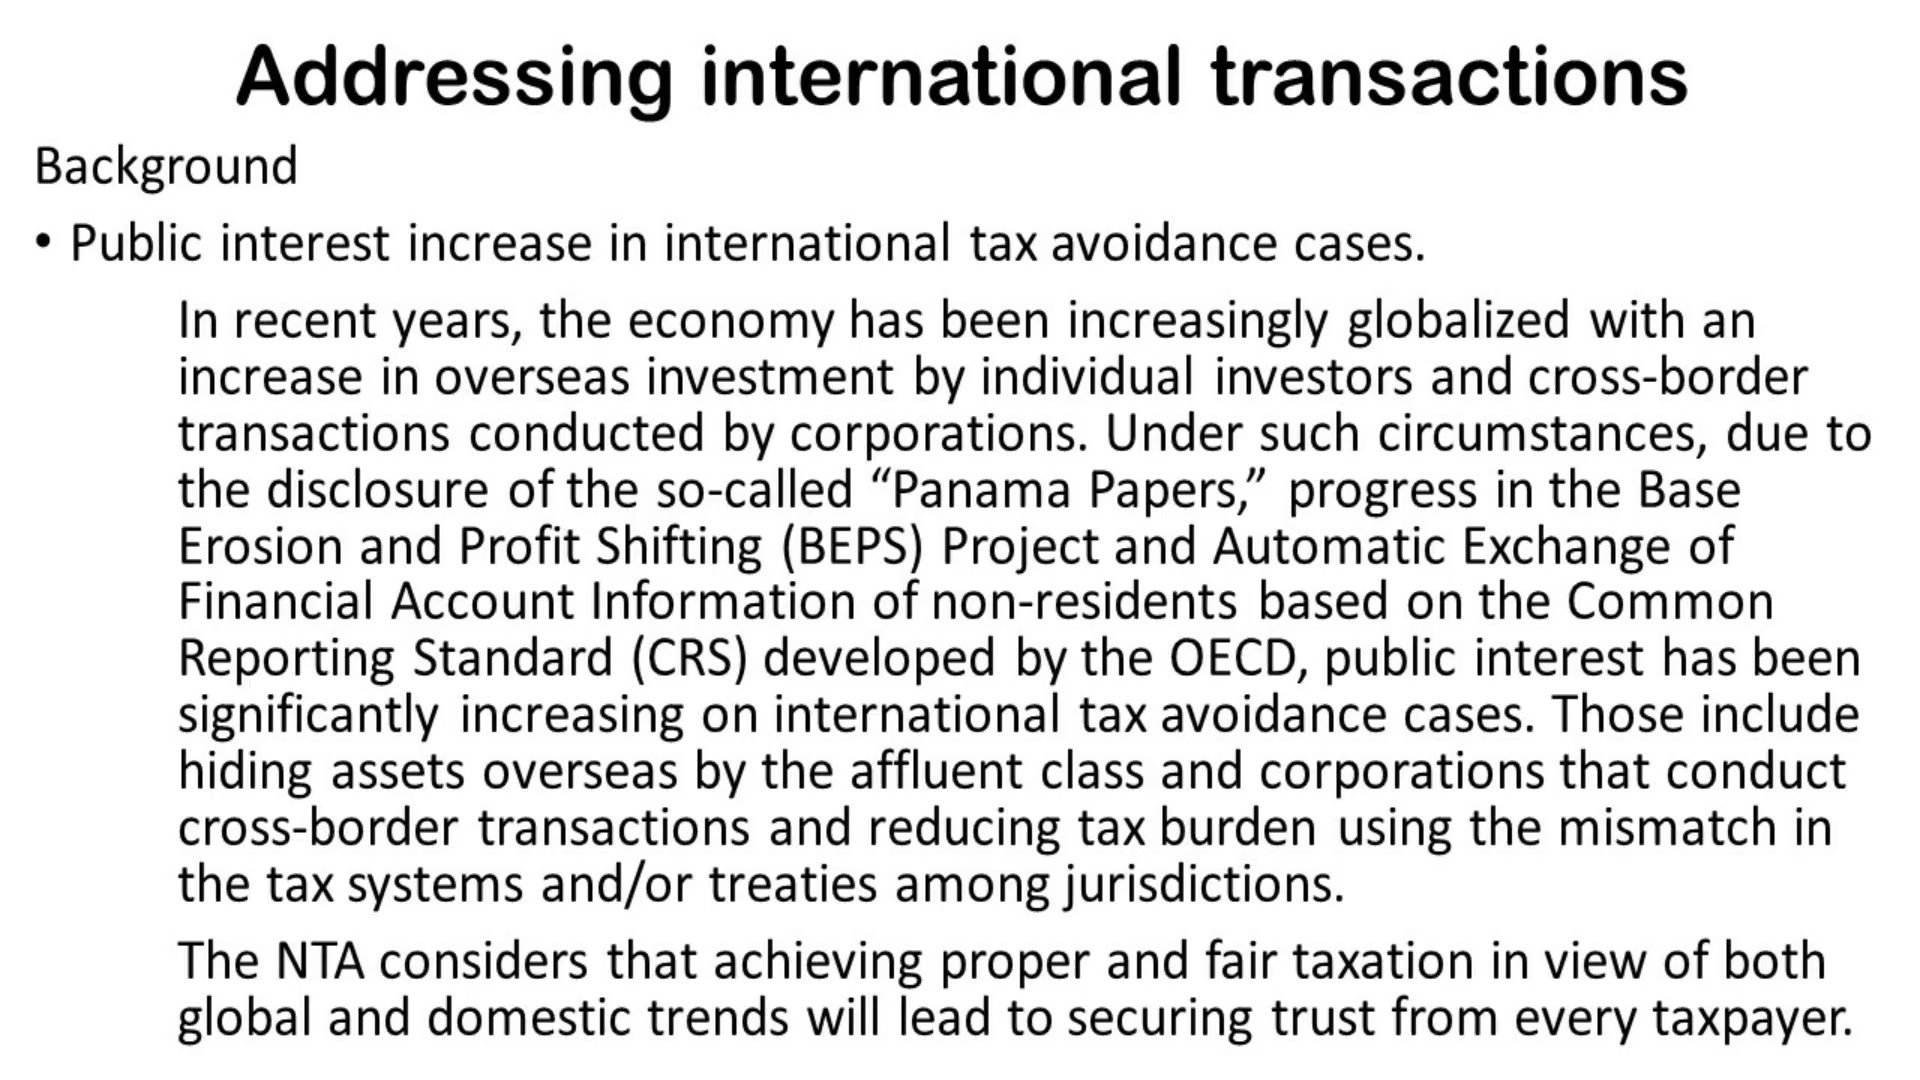 Addressing international transactions
Background
• Public interest increase in international tax avoidance cases.
In recent years, the economy has been increasingly globalized with an
increase in overseas investment by individual investors and cross-border
transactions conducted by corporations. Under such circumstances, due to
the disclosure of the so-called “Panama Papers,” progress in the Base
Erosion and Profit Shifting (BEPS) Project and Automatic Exchange of
Financial Account Information of non-residents based on the Common
Reporting Standard (CRS) developed by the OECD, public interest has been
significantly increasing on international tax avoidance cases. Those include
hiding assets overseas by the affluent class and corporations that conduct
cross-border transactions and reducing tax burden using the mismatch in
the tax systems and/or treaties among jurisdictions.
The NTA considers that achieving proper and fair taxation in view of both
global and domestic trends will lead to securing trust from every taxpayer.